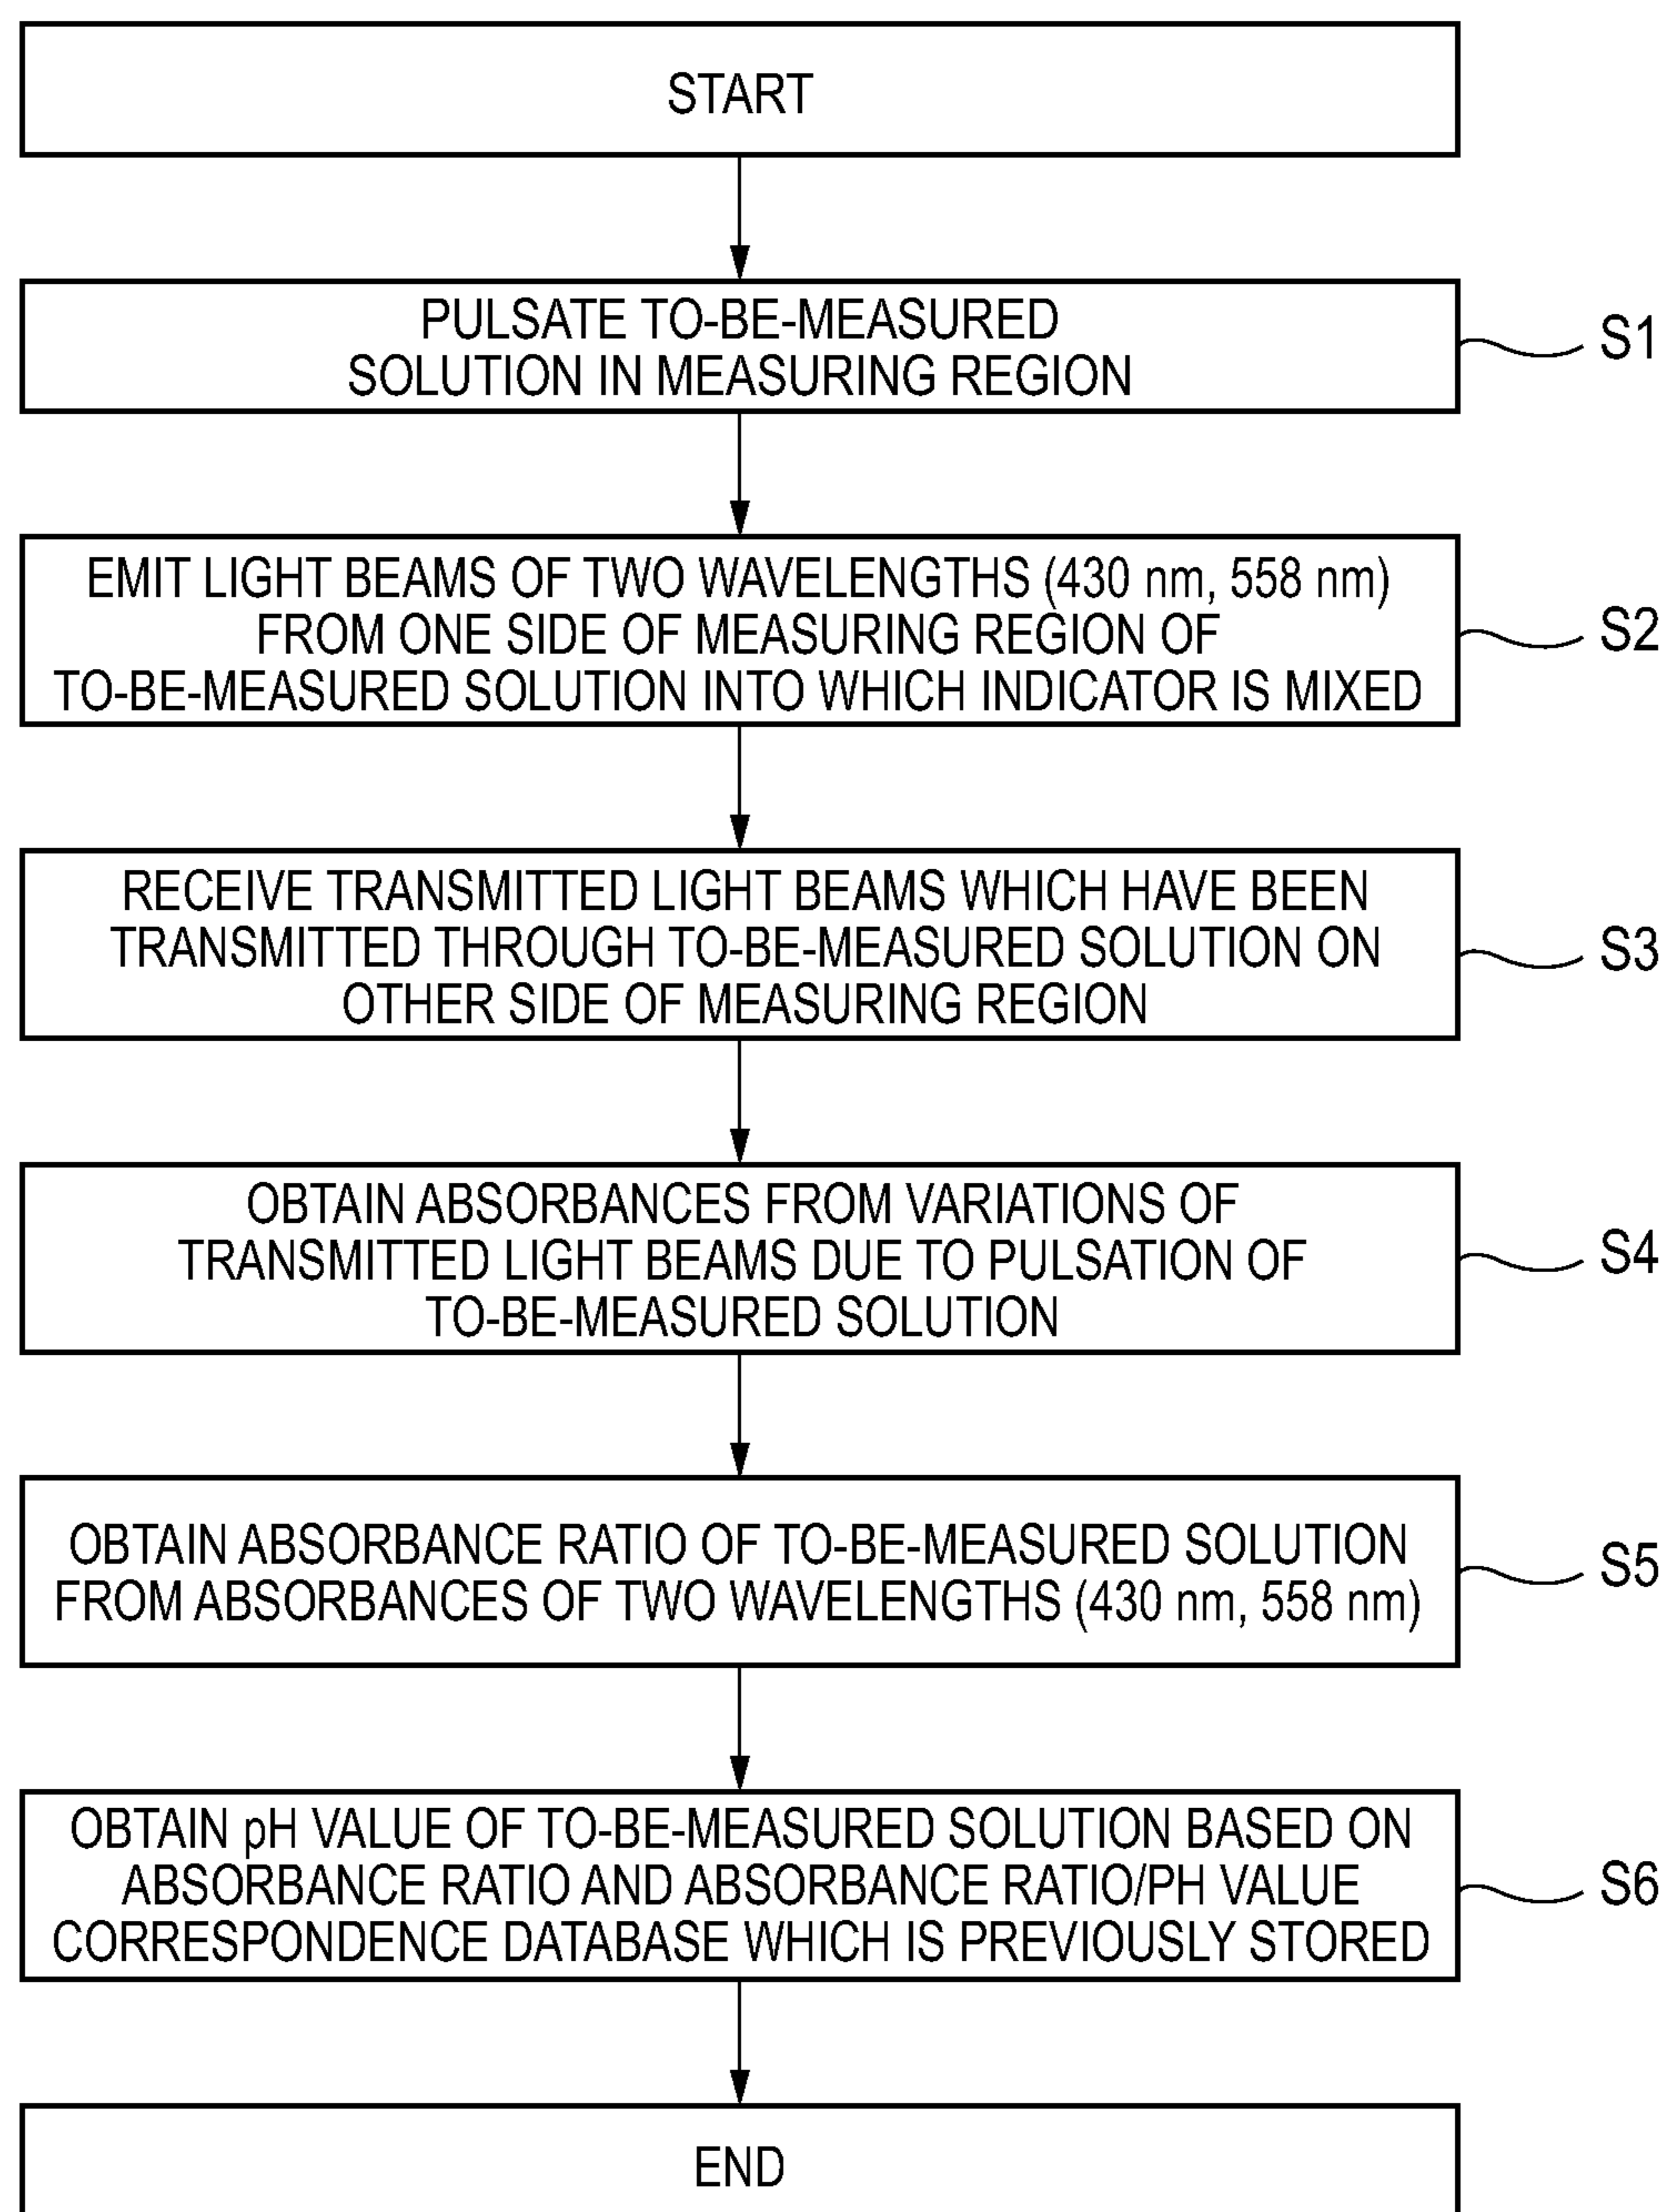 START
PULSATE TO-BE-MEASURED
SOLUTION IN MEASURING REGION
S1
EMIT LIGHT BEAMS OF TWO WAVELENGTHS (430 nm, 558 nm)
FROM ONE SIDE OF MEASURING REGION OF
TO-BE-MEASURED SOLUTION INTO WHICH INDICATOR IS MIXED
S2
RECEIVE TRANSMITTED LIGHT BEAMS WHICH HAVE BEEN
TRANSMITTED THROUGH TO-BE-MEASURED SOLUTION ON
OTHER SIDE OF MEASURING REGION
S3
OBTAIN ABSORBANCES FROM VARIATIONS OF
TRANSMITTED LIGHT BEAMS DUE TO PULSATION OF
TO-BE-MEASURED SOLUTION
S4
OBTAIN ABSORBANCE RATIO OF TO-BE-MEASURED SOLUTION
FROM ABSORBANCES OF TWO WAVELENGTHS (430 nm, 558 nm)
S5
OBTAIN pH VALUE OF TO-BE-MEASURED SOLUTION BASED ON
ABSORBANCE RATIO AND ABSORBANCE RATIO/PH VALUE
CORRESPONDENCE DATABASE WHICH IS PREVIOUSLY STORED
S6
END